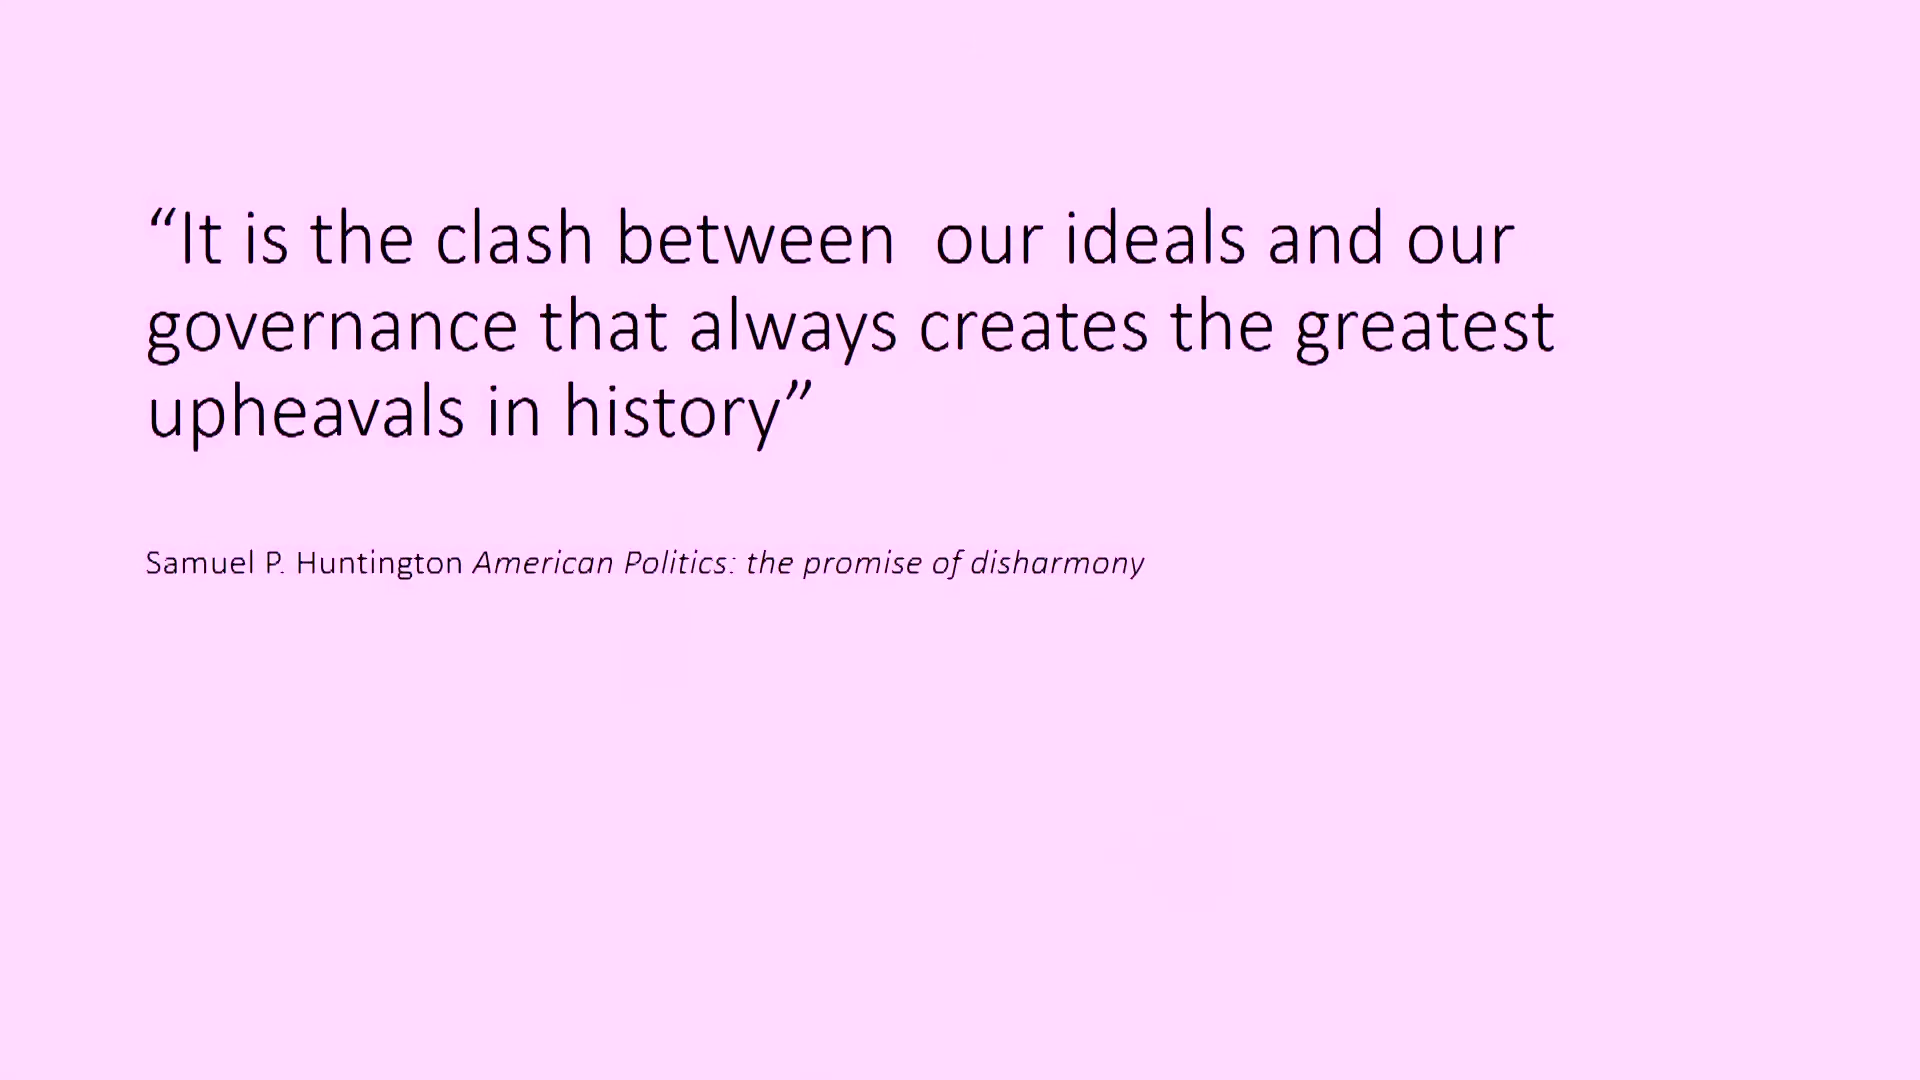 “It is the clash between  our ideals and our
governance that always creates the greatest
upheavals in history”
Samuel P. Huntington American Politics: the promise of disharmony